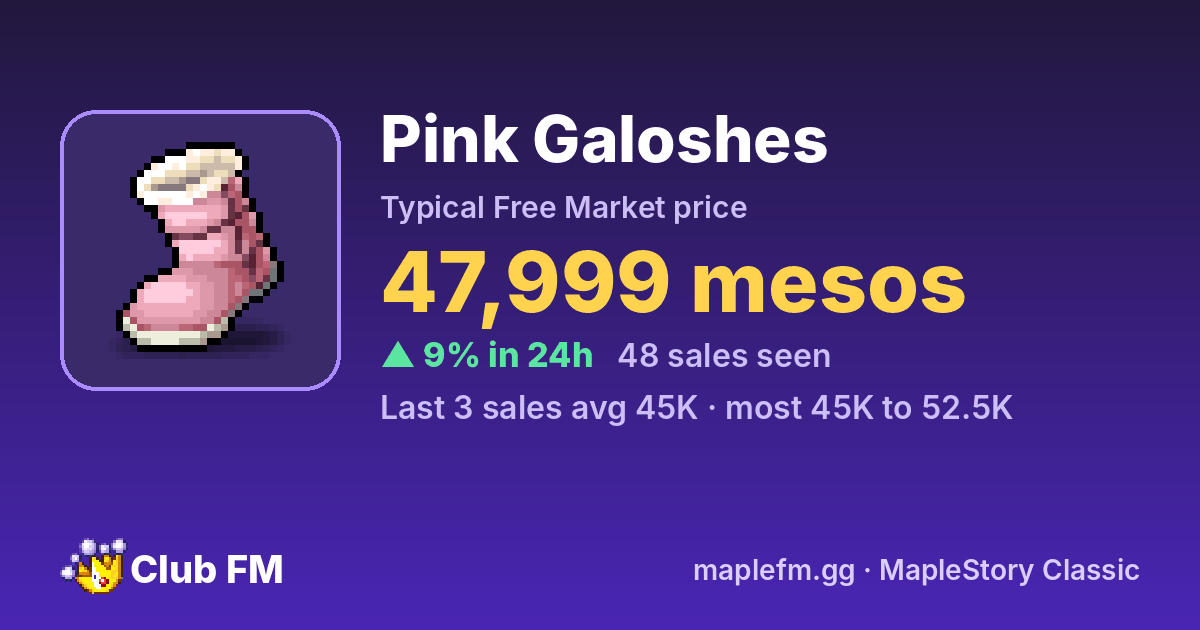 Pink Galoshes
Typical Free Market price
47,999 mesos
▲ 9% in 24h 48 sales seen
Last 3 sales avg 45K · most 45K to 52.5K
Club FM
maplefm.gg · MapleStory Classic